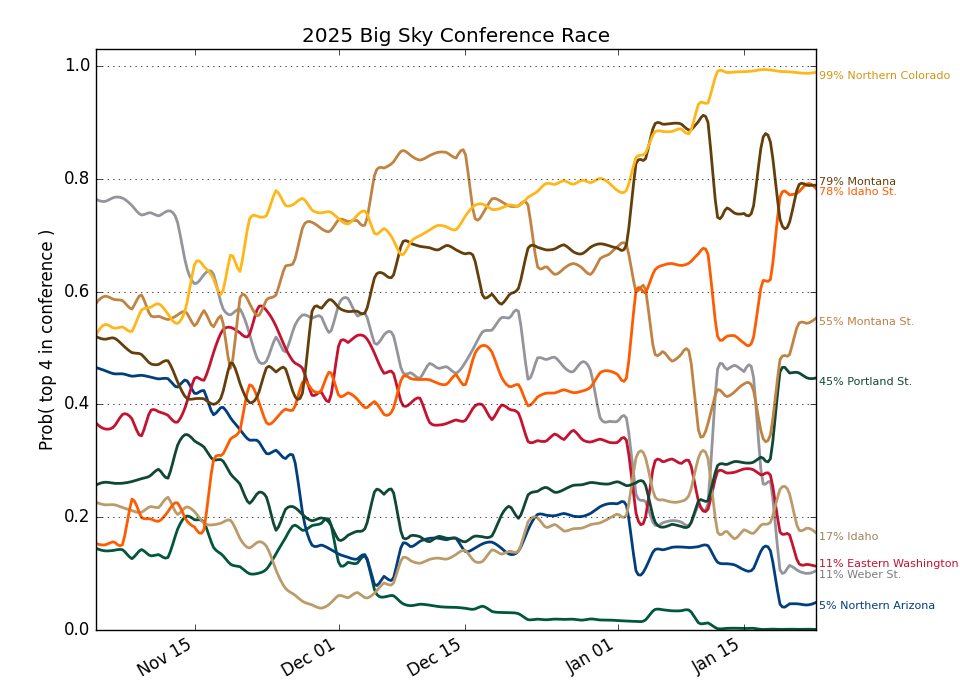 2025 Big Sky Conference Race
Prob( top 4 in conference )
1.0
0.8
0.6
0.4
0.2
0.0
Nov 15
Dec 01
Dec 15
Jan 01
Jan 15
99% Northern Colorado
79% Montana
78% Idaho St.
55% Montana St.
45% Portland St.
17% Idaho
11% Eastern Washington
11% Weber St.
5% Northern Arizona